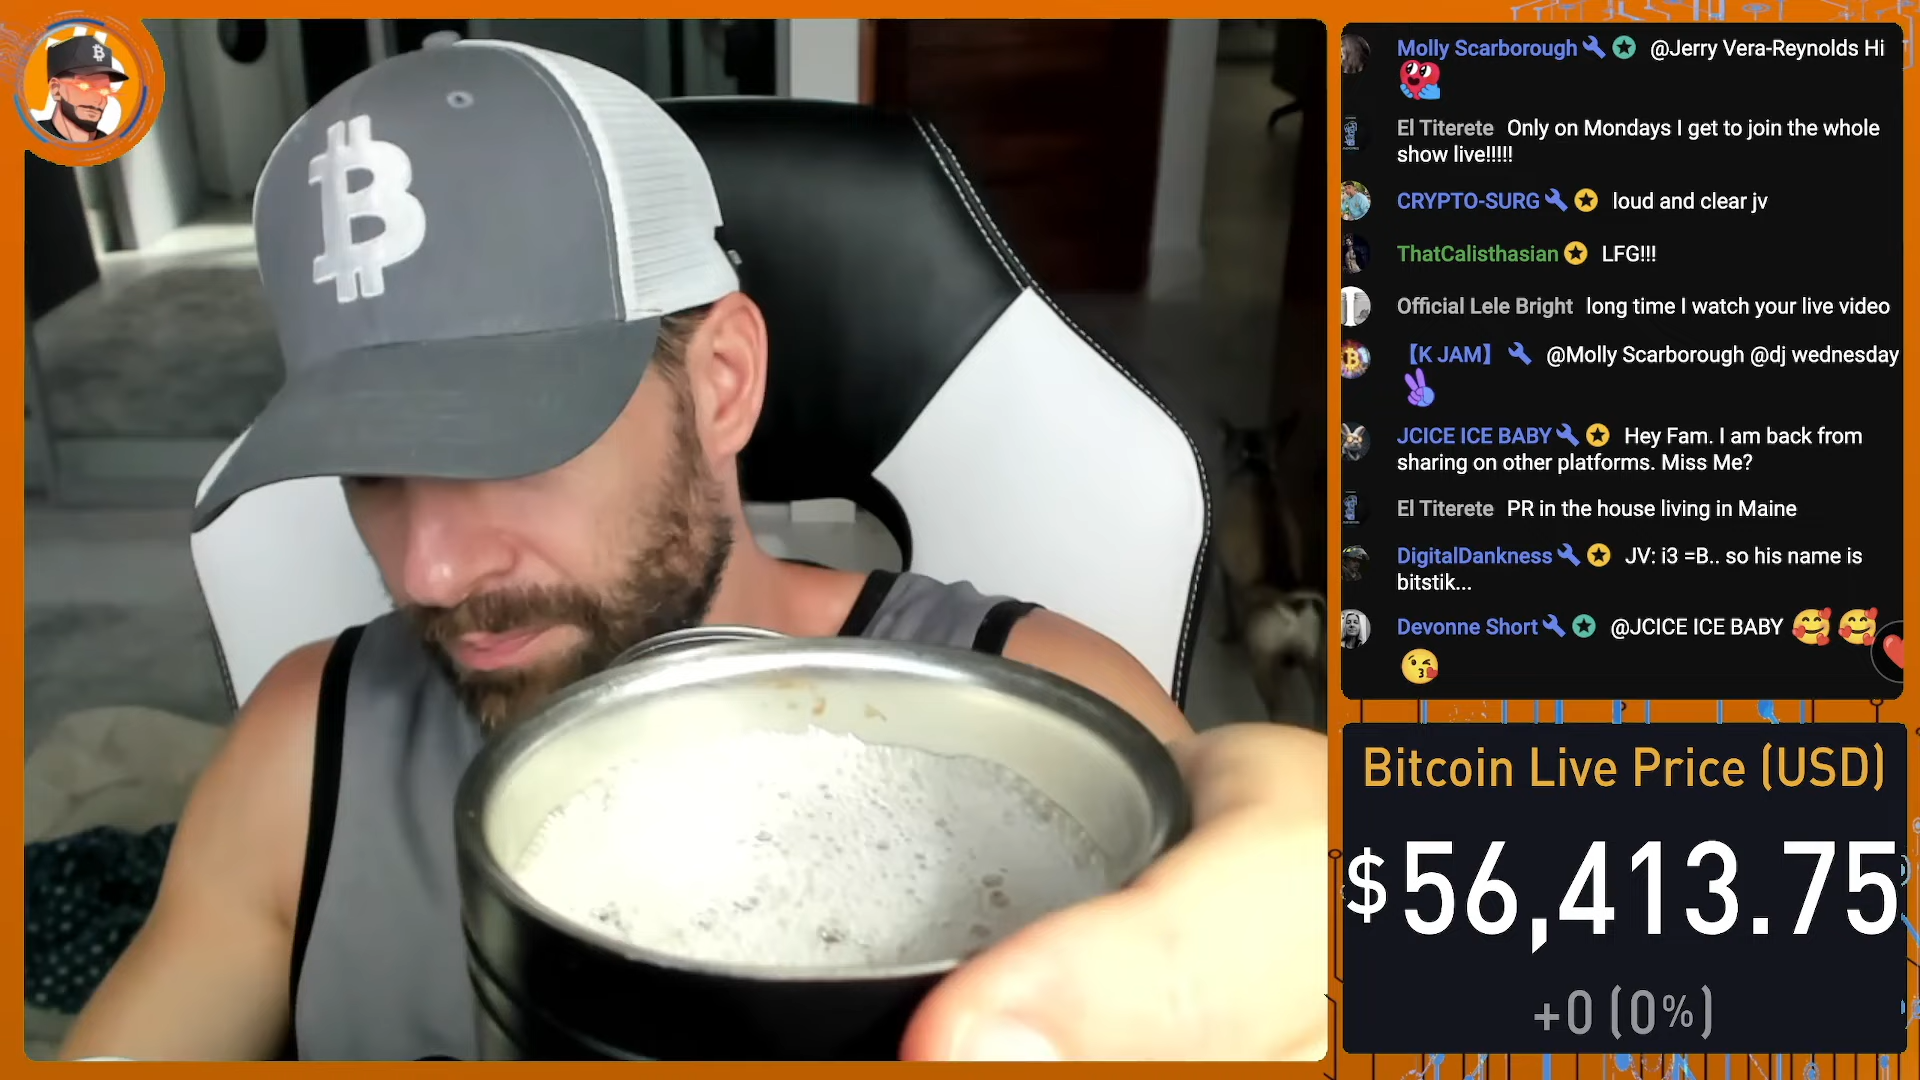 Molly Scarborough @Jerry Vera-Reynolds Hi
El Titerete Only on Mondays I get to join the whole
show live!!!!!
CRYPTO-SURG loud and clear jv
ThatCalisthasian LFG!!!
Official Lele Bright long time I watch your live video
【K JAM】 @Molly Scarborough @dj wednesday
JCICE ICE BABY Hey Fam. I am back from
sharing on other platforms. Miss Me?
El Titerete PR in the house living in Maine
DigitalDankness JV: i3 =B.. so his name is
bitstik...
Devonne Short @JCICE ICE BABY
Bitcoin Live Price (USD)
$56,413.75
+0 (0%)